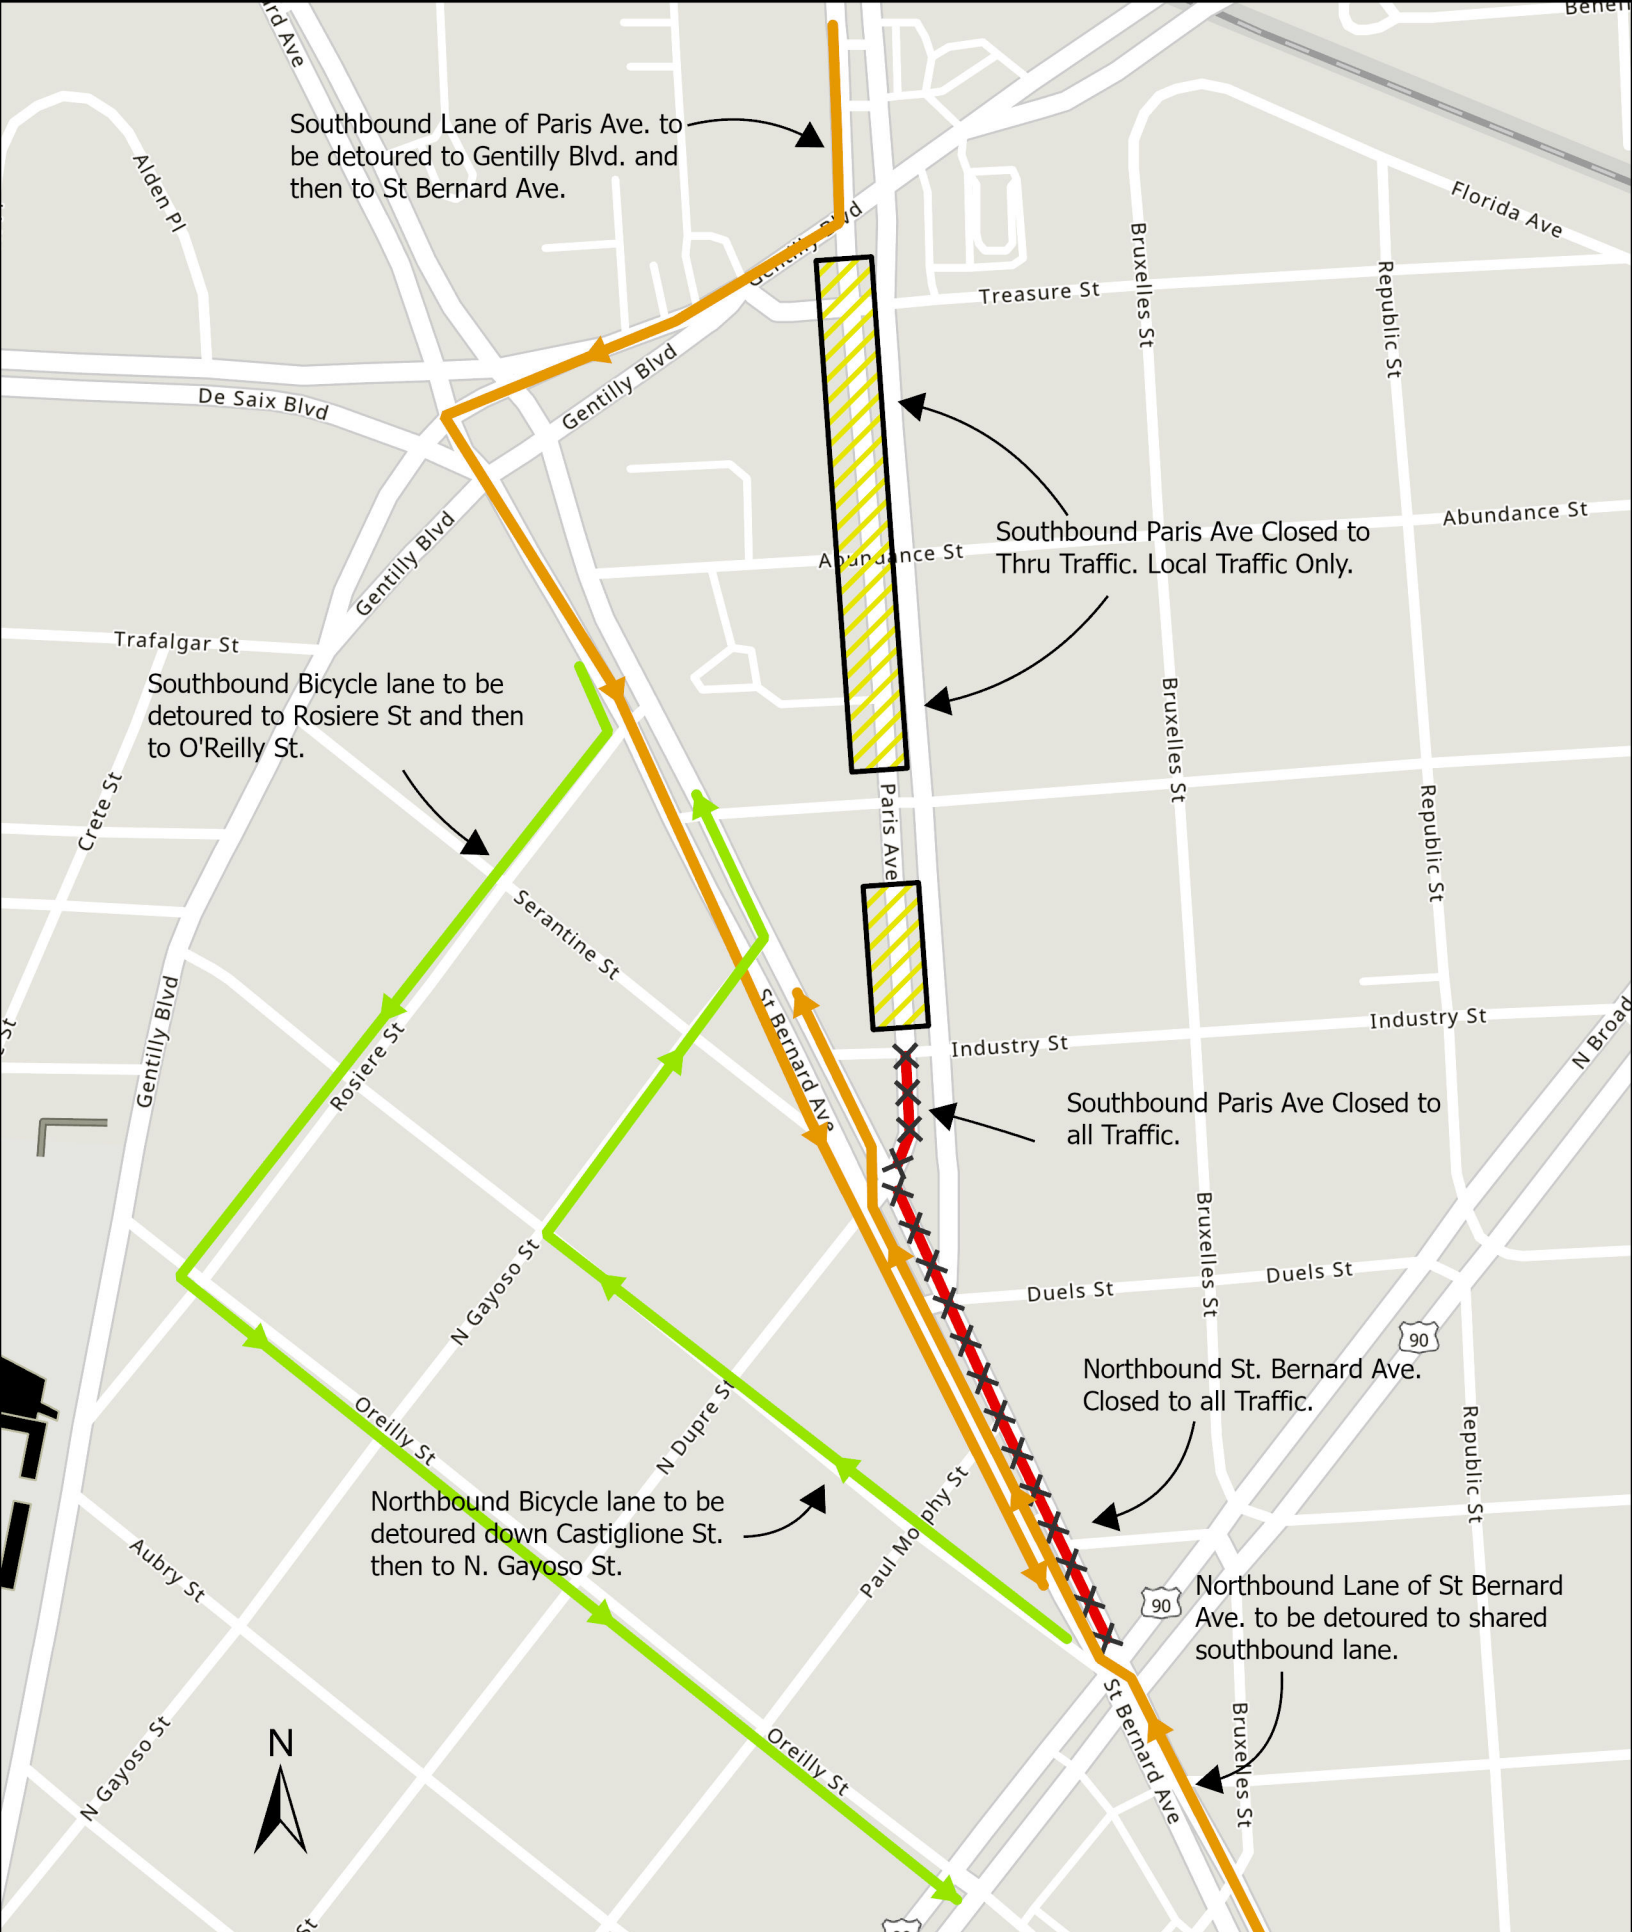 Southbound Lane of Paris Ave. to
be detoured to Gentilly Blvd. and
then to St Bernard Ave.
Alden Pl
Florida Ave
Gentilly Blvd
Treasure St
Bruxelles St
Republic St
De Saix Blvd
Gentilly Blvd
Southbound Paris Ave Closed to
Thru Traffic. Local Traffic Only.
Abundance St
Abundance St
Gentilly Blvd
Trafalgar St
Southbound Bicycle lane to be
detoured to Rosiere St and then
to O'Reilly St.
Bruxelles St
Crete St
Paris Ave
Republic St
Serantine St
St Bernard Ave
Gentilly Blvd
Rosiere St
Industry St
Industry St
N Broad
Southbound Paris Ave Closed to
all Traffic.
Bruxelles St
N Gayoso St
Duels St
Duels St
90
Northbound St. Bernard Ave.
Closed to all Traffic.
Oreilly St
N Dupre St
Republic St
Northbound Bicycle lane to be
detoured down Castiglione St.
then to N. Gayoso St.
Paul Morphy St
Aubry St
90
Northbound Lane of St Bernard
Ave. to be detoured to shared
southbound lane.
N Gayoso St
N
Oreilly St
St Bernard Ave
Bruxelles St
St